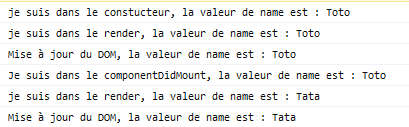 je suis dans le constucteur, la valeur de name est : Toto
je suis dans le render, la valeur de name est : Toto
Mise à jour du DOM, la valeur de name est : Toto
Je suis dans le componentDidMount, la valeur de name est : Toto
je suis dans le render, la valeur de name est : Tata
Mise à jour du DOM, la valeur de name est : Tata